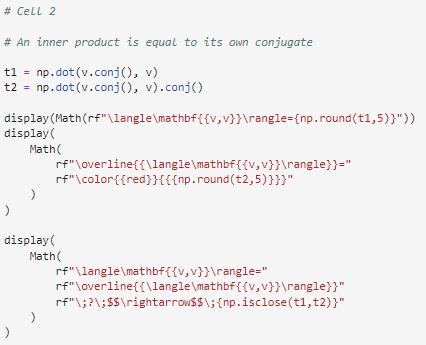 # Cell 2
# An inner product is equal to its own conjugate
t1 = np.dot(v.conj(), v)
t2 = np.dot(v.conj(), v).conj()
display(Math(rf"\langle\mathbf{{v,v}}\rangle={np.round(t1,5)}"))
display(
    Math(
        rf"\overline{{\langle\mathbf{{v,v}}\rangle}}="
        rf"\color{{red}}{{{np.round(t2,5)}}}"
    )
)
display(
    Math(
        rf"\langle\mathbf{{v,v}}\rangle="
        rf"\overline{{\langle\mathbf{{v,v}}\rangle}}"
        rf"\;?\;$$\rightarrow$$\;{np.isclose(t1,t2)}"
    )
)